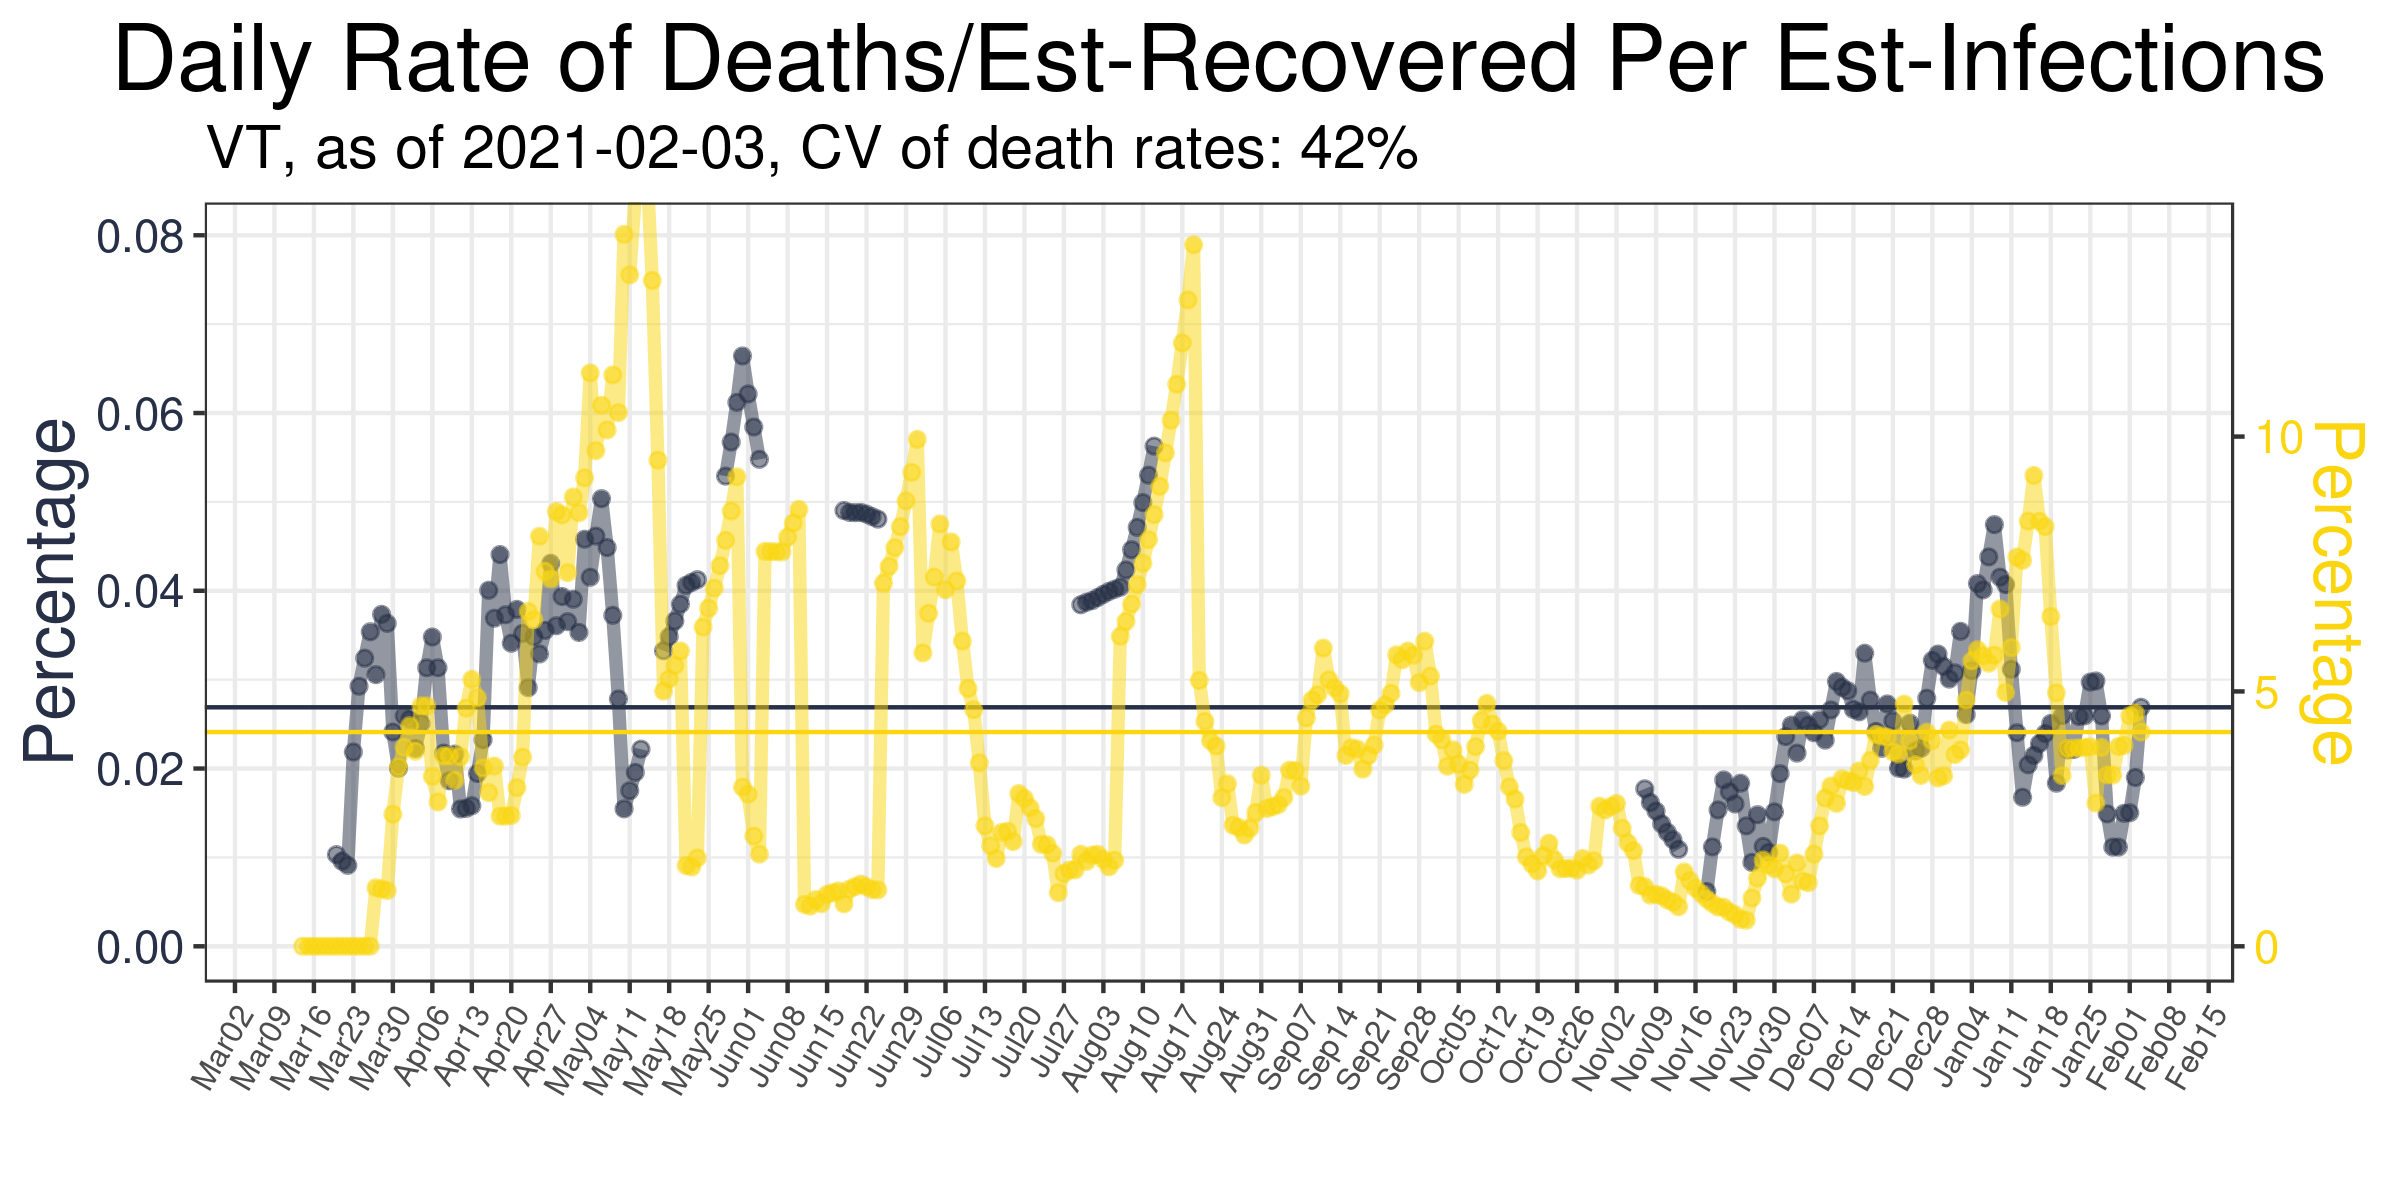 Daily Rate of Deaths/Est-Recovered Per Est-Infections
VT, as of 2021-02-03, CV of death rates: 42%
Percentage
0.08
0.06
0.04
0.02
0.00
10
5
0
Percentage
Mar02
Mar09
Mar16
Mar23
Mar30
Apr06
Apr13
Apr20
Apr27
May04
May11
May18
May25
Jun01
Jun08
Jun15
Jun22
Jun29
Jul06
Jul13
Jul20
Jul27
Aug03
Aug10
Aug17
Aug24
Aug31
Sep07
Sep14
Sep21
Sep28
Oct05
Oct12
Oct19
Oct26
Nov02
Nov09
Nov16
Nov23
Nov30
Dec07
Dec14
Dec21
Dec28
Jan04
Jan11
Jan18
Jan25
Feb01
Feb08
Feb15